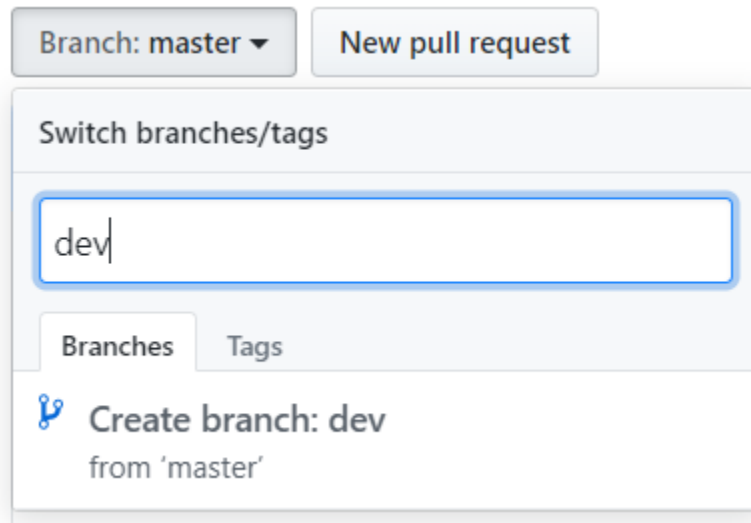 Branch: master New pull request
Switch branches/tags
dev
Branches Tags
Create branch: dev
from ‘master’